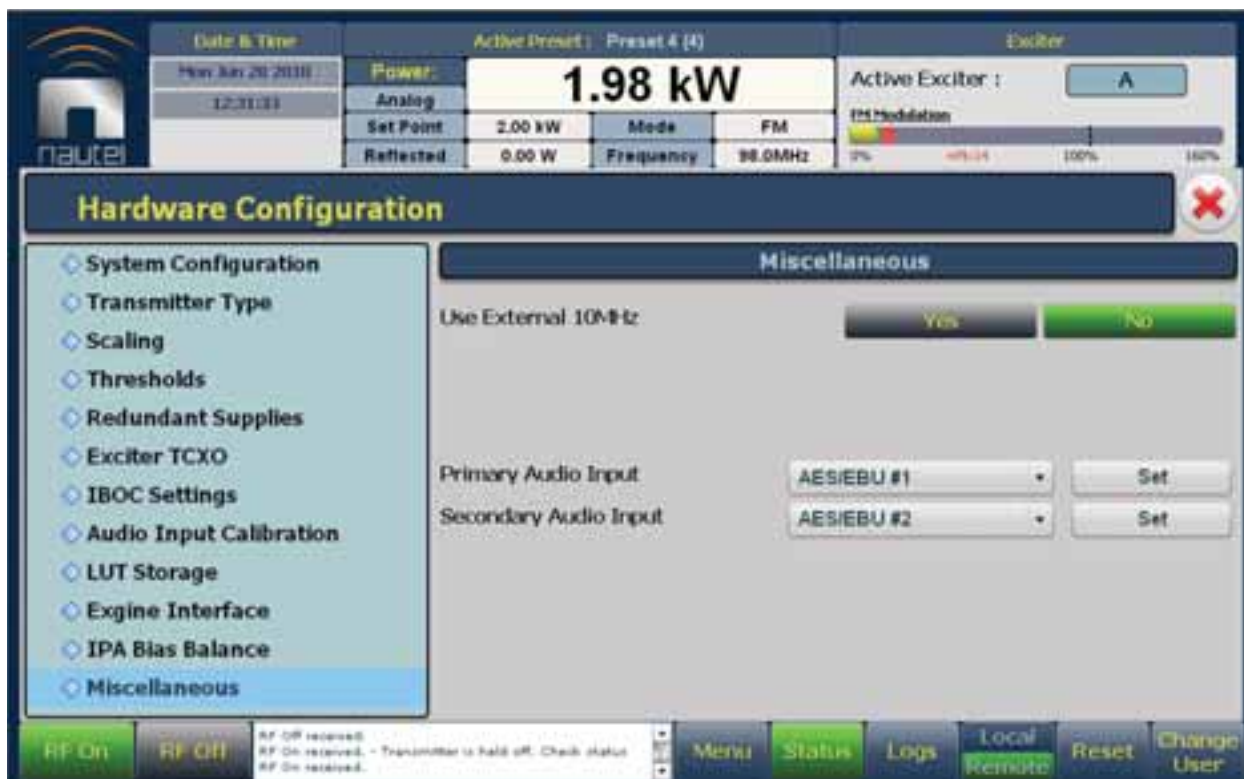 Date & Time
Mon Jun 28 2010
12:31:33
nautel
Active Preset : Preset 4 (4)
Power:
1.98 kW
Analog
Set Point 2.00 kW Mode FM
Reflected 0.00 W Frequency 98.0MHz
Exciter
Active Exciter : A
FM Modulation
0% 100% 160%
Hardware Configuration
System Configuration
Transmitter Type
Scaling
Thresholds
Redundant Supplies
Exciter TCXO
IBOC Settings
Audio Input Calibration
LUT Storage
Exgine Interface
IPA Bias Balance
Miscellaneous
Miscellaneous
Use External 10MHz Yes No
Primary Audio Input AES/EBU #1 Set
Secondary Audio Input AES/EBU #2 Set
RF On
RF Off
RF Off received.
RF On received. - Transmitter is held off. Check status
RF On received.
Menu
Status
Logs
Local
Remote
Reset
Change
User